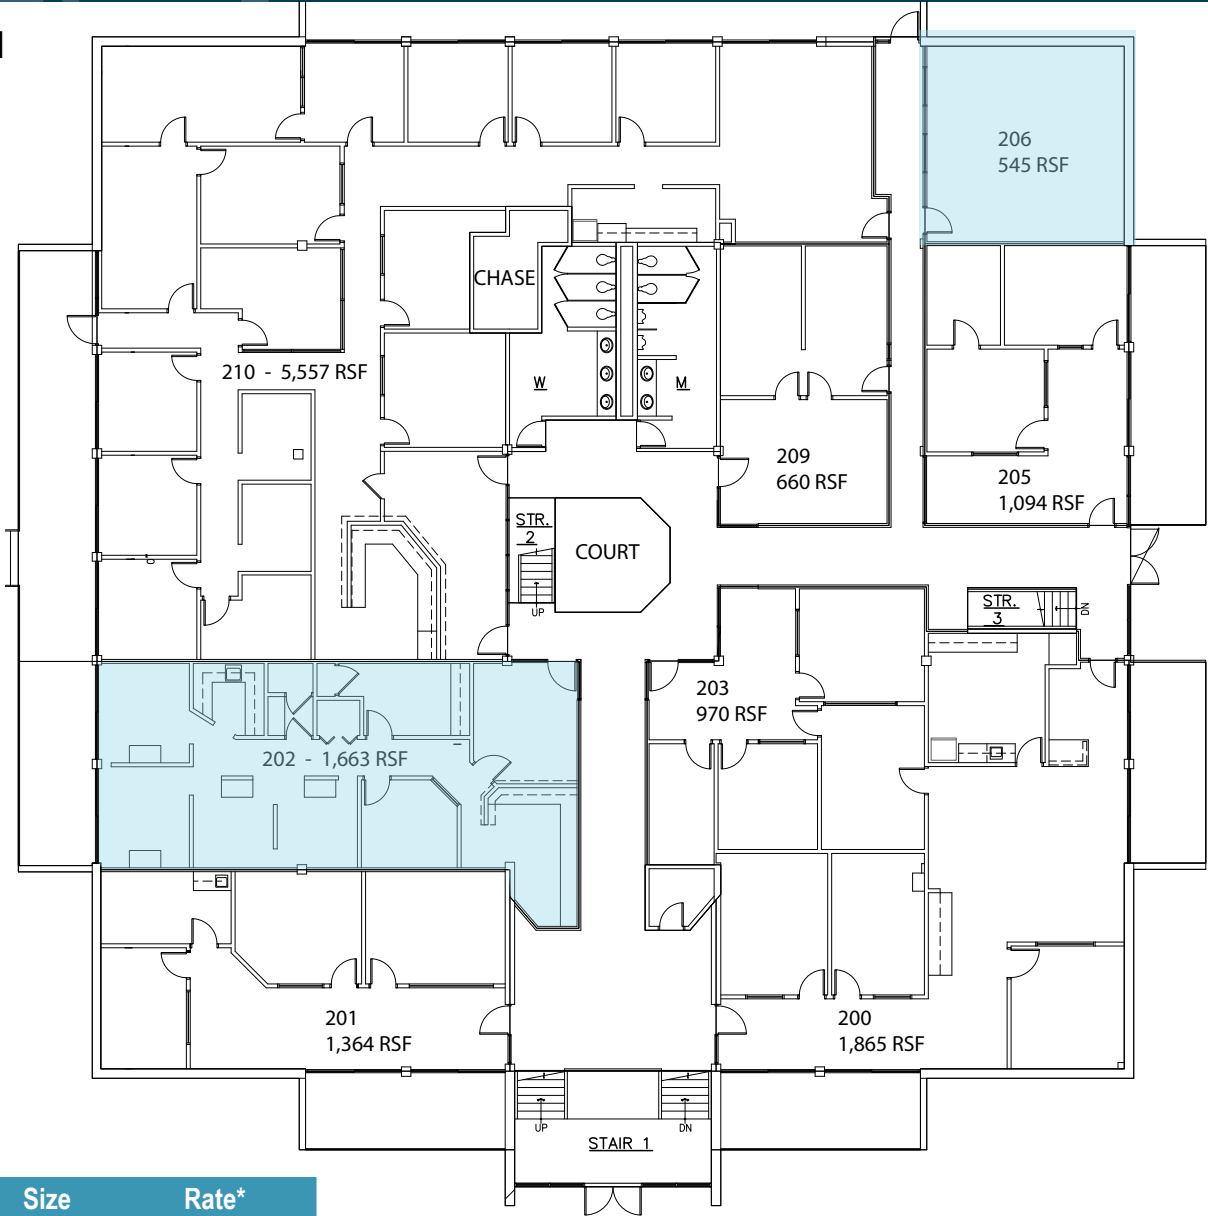 206
545 RSF
CHASE
210 - 5,557 RSF
W
M
209
660 RSF
205
1,094 RSF
STR.
2
UP
COURT
STR.
3
DN
203
970 RSF
202 - 1,663 RSF
201
1,364 RSF
200
1,865 RSF
UP
DN
STAIR 1
Size Rate*